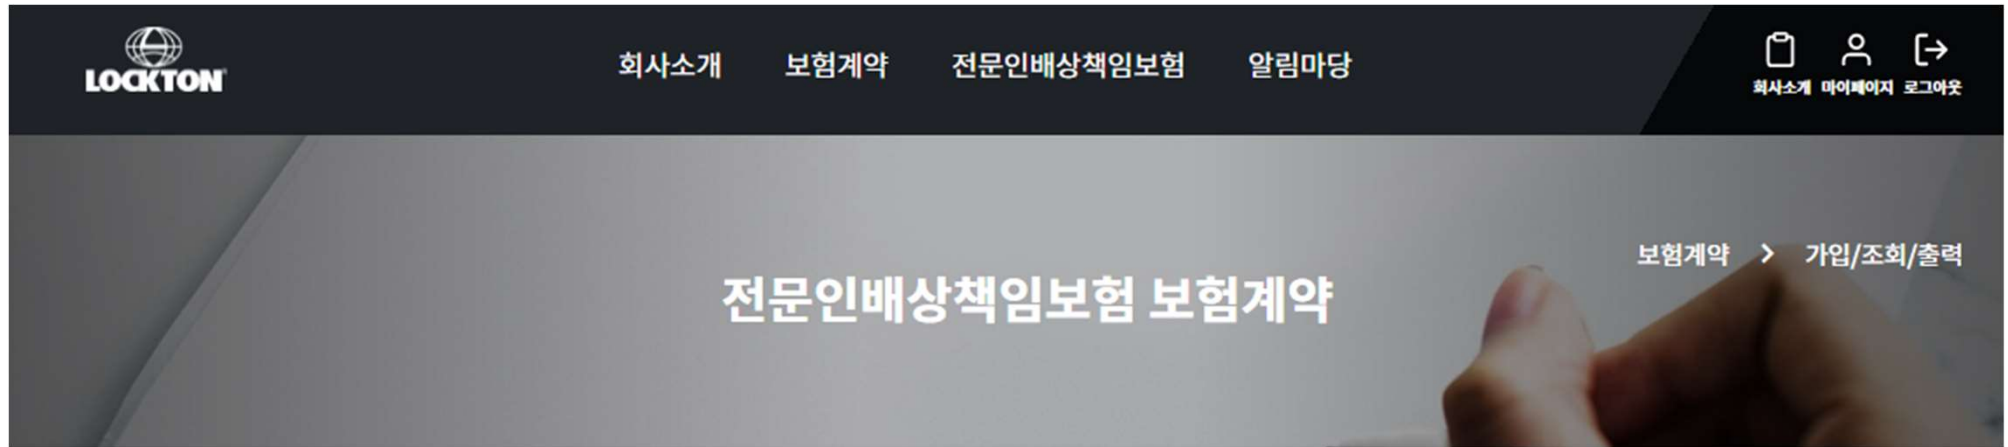 LOCKTON
회사소개 보험계약 전문인배상책임보험 알림마당
회사소개 마이페이지 로그아웃
보험계약 > 가입/조회/출력
전문인배상책임보험 보험계약